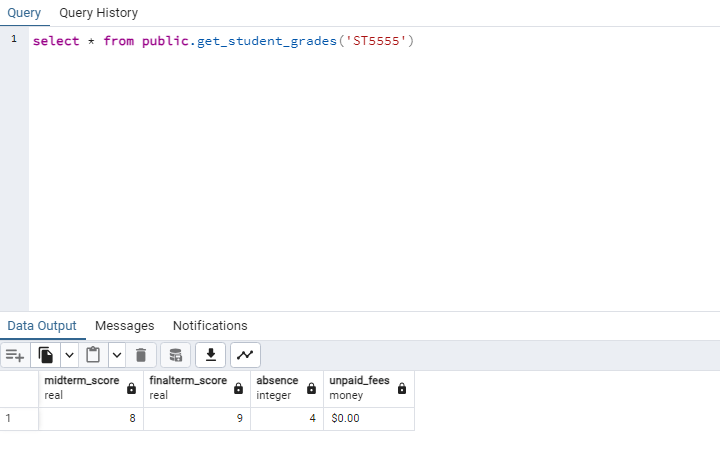 Query Query History
1 select * from public.get_student_grades('ST5555')
Data Output Messages Notifications
midterm_score finalterm_score absence unpaid_fees
real real integer money
1 8 9 4 $0.00